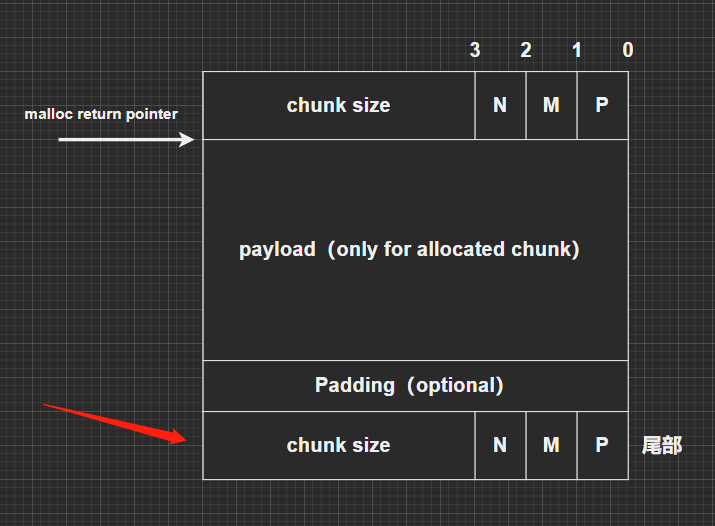 3 2 1 0
chunk size N M P
malloc return pointer
payload（only for allocated chunk）
Padding（optional）
chunk size N M P 尾部